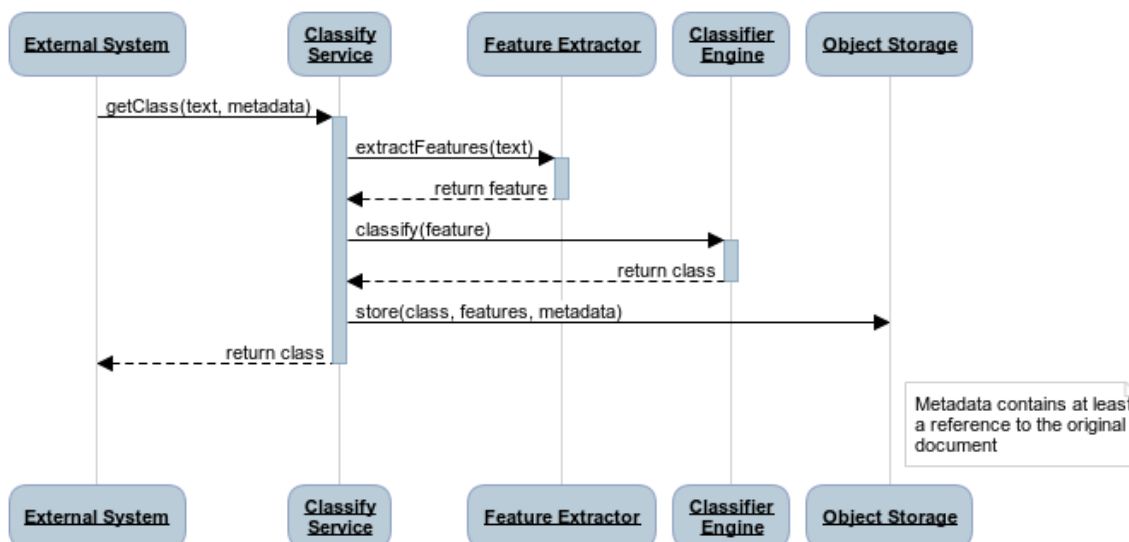 External System
Classify
Service
Feature Extractor
Classifier
Engine
Object Storage
getClass(text, metadata)
extractFeatures(text)
return feature
classify(feature)
return class
store(class, features, metadata)
return class
Metadata contains at least
a reference to the original
document
External System
Classify
Service
Feature Extractor
Classifier
Engine
Object Storage